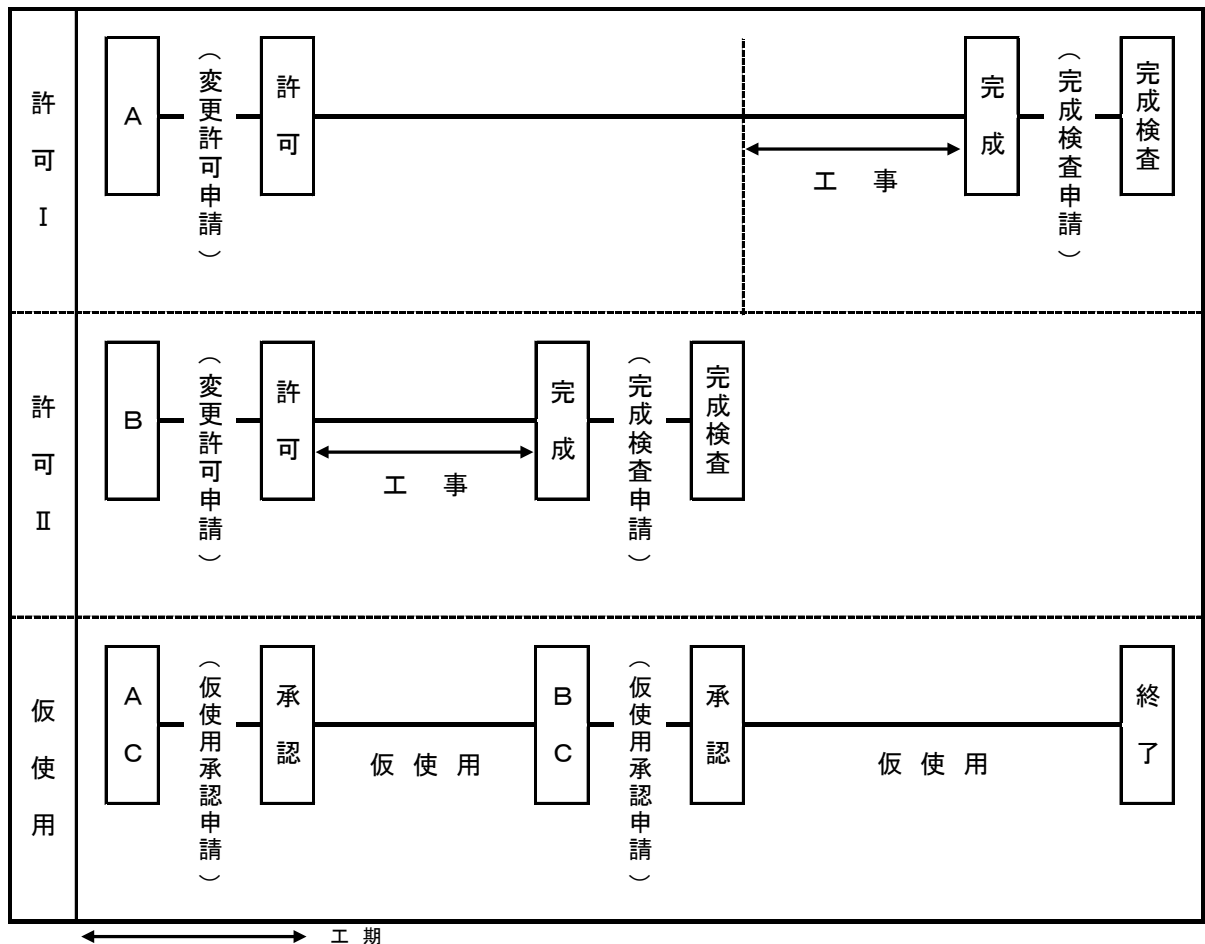 許可Ⅰ
A
（変更許可申請）
許可
工 事
完成
（完成検査申請）
完成検査
許可Ⅱ
B
（変更許可申請）
許可
工 事
完成
（完成検査申請）
完成検査
仮使用
A C
（仮使用承認申請）
承認
仮 使 用
B C
（仮使用承認申請）
承認
仮 使 用
終了
工 期